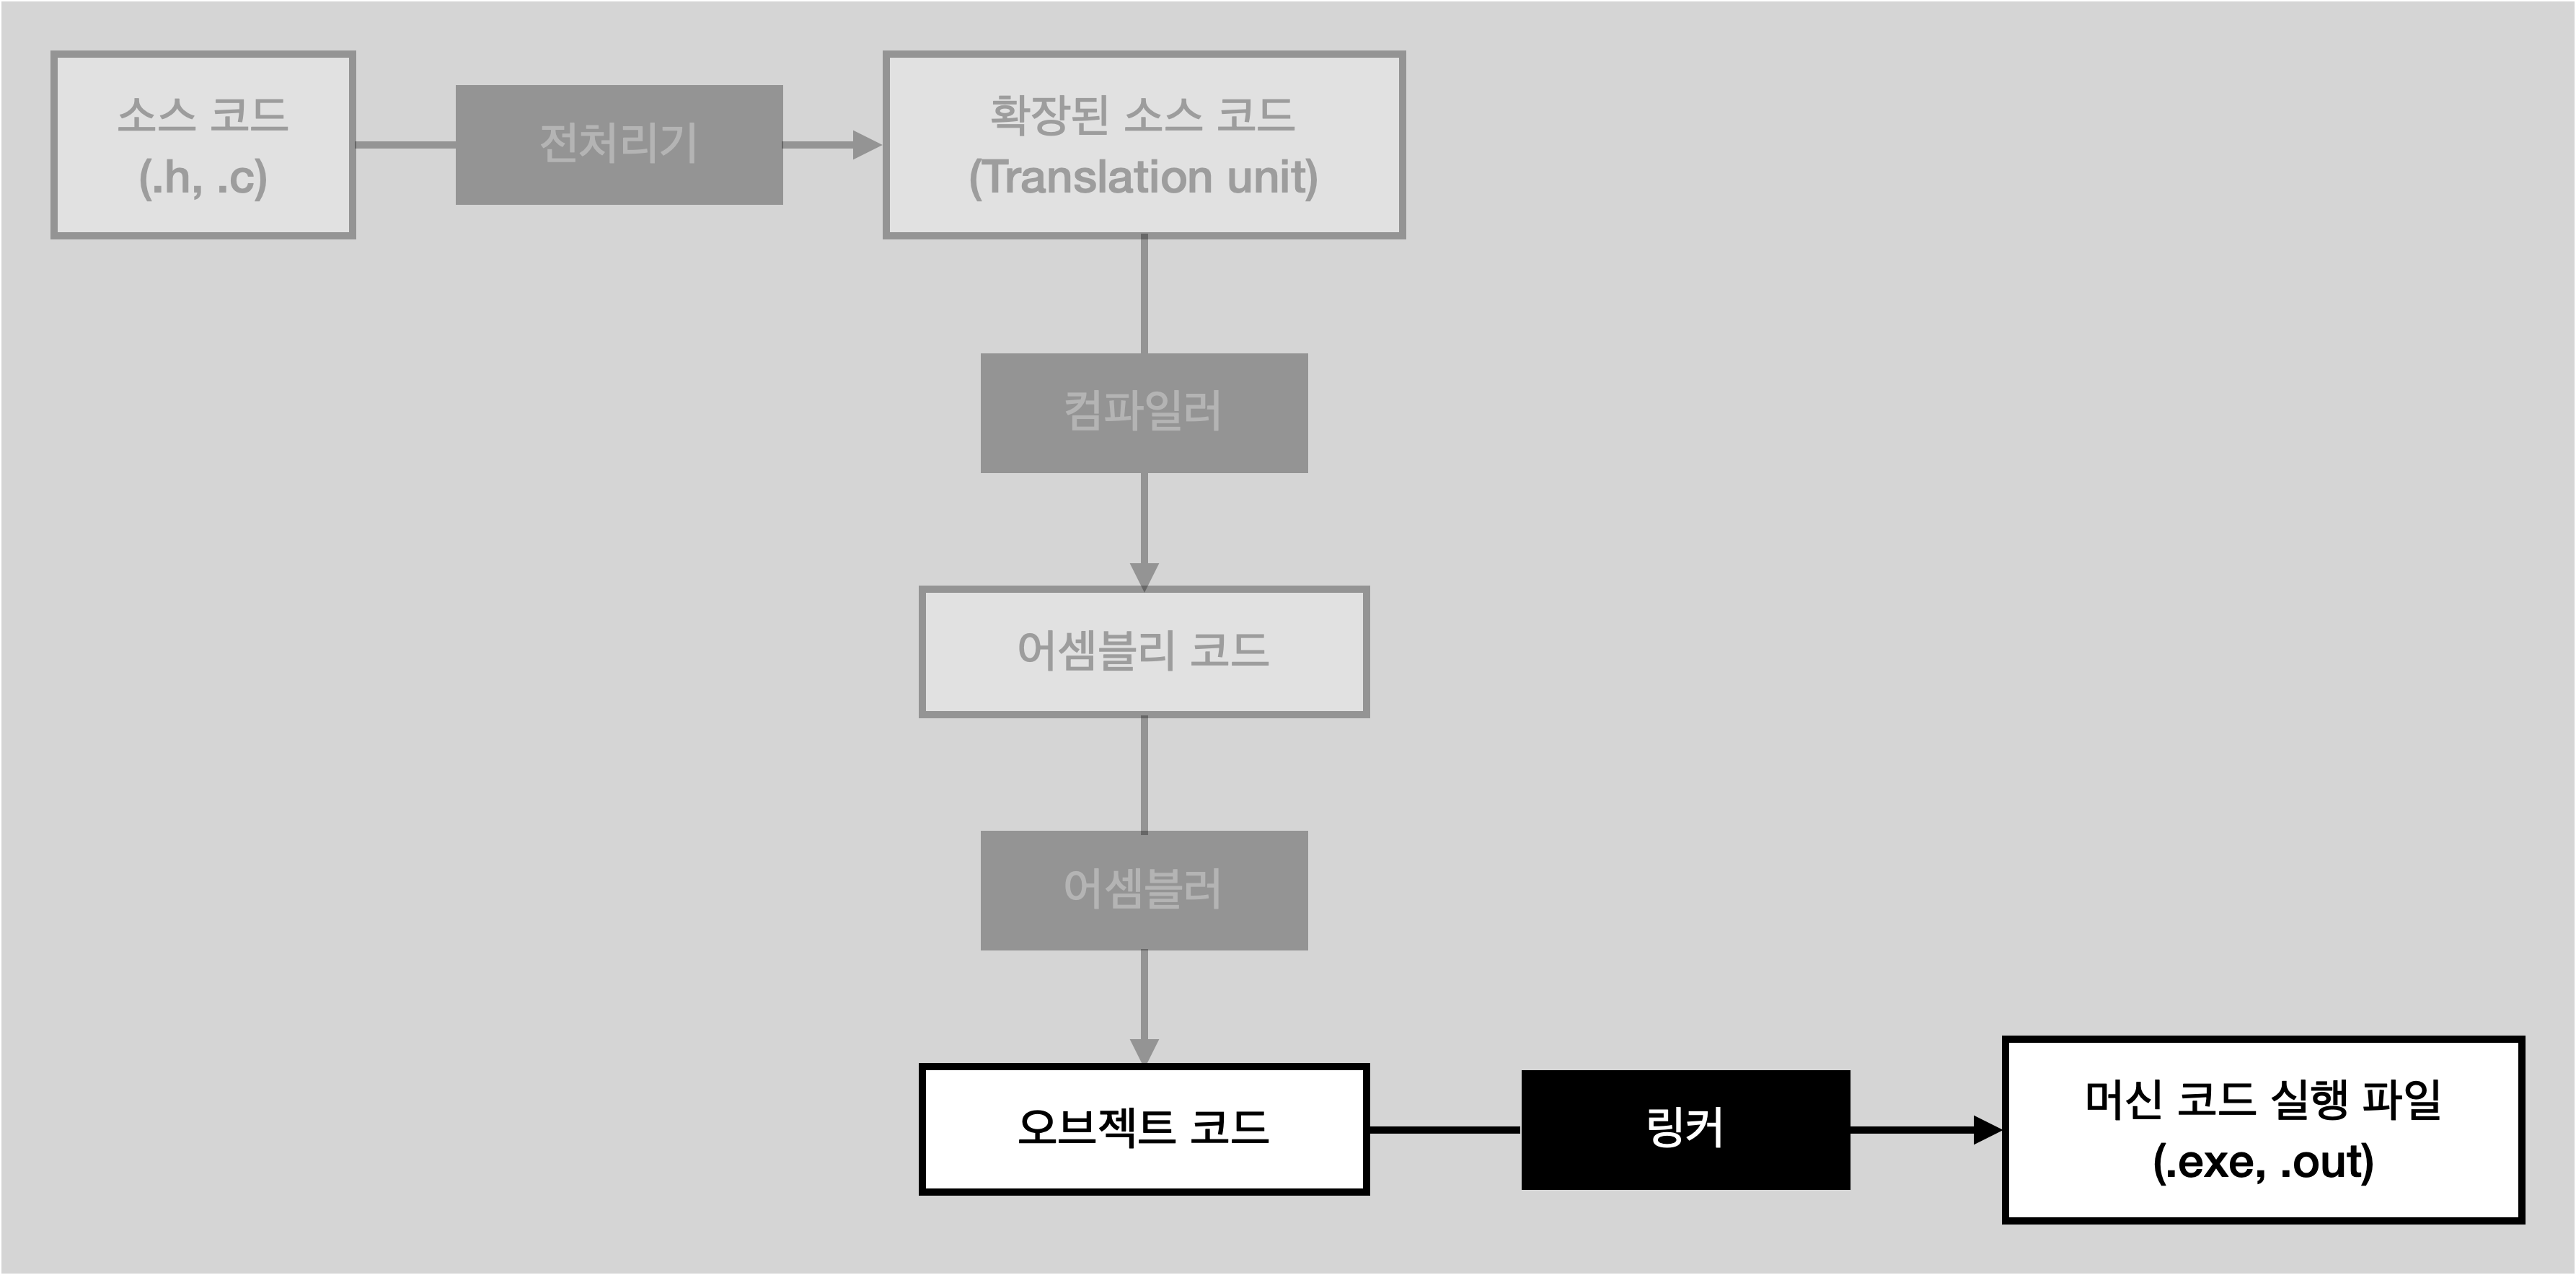 소스 코드
(.h, .c)
전처리기
확장된 소스 코드
(Translation unit)
컴파일러
어셈블리 코드
어셈블러
오브젝트 코드
링커
머신 코드 실행 파일
(.exe, .out)